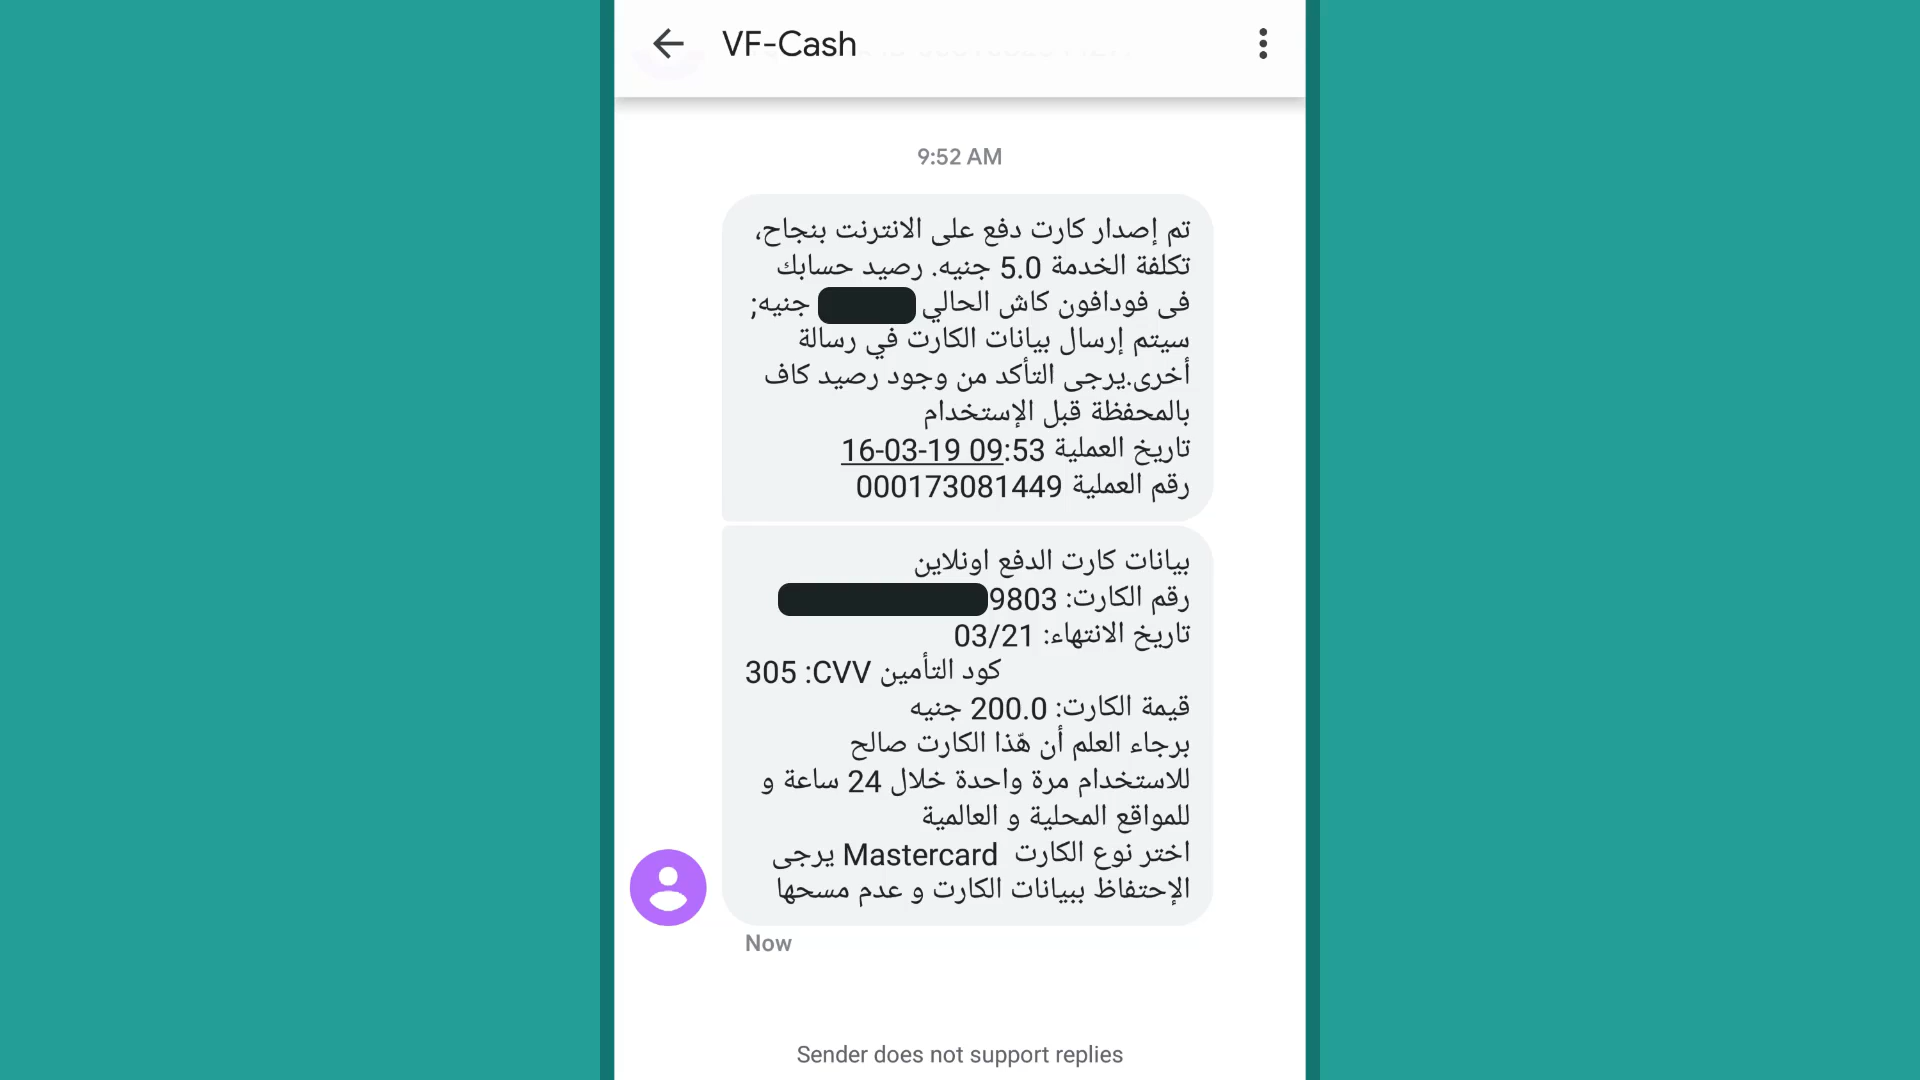 VF-Cash
9:52 AM
تم إصدار كارت دفع على الانترنت بنجاح،
تكلفة الخدمة 5.0 جنيه. رصيد حسابك
فى فودافون كاش الحالي جنيه;
سيتم إرسال بيانات الكارت في رسالة
أخرى.يرجى التأكد من وجود رصيد كاف
بالمحفظة قبل الإستخدام
تاريخ العملية 16-03-19 09:53
رقم العملية 000173081449
بيانات كارت الدفع اونلاين
رقم الكارت: 9803
تاريخ الانتهاء: 03/21
كود التأمين CVV: 305
قيمة الكارت: 200.0 جنيه
برجاء العلم أن هّذا الكارت صالح
للاستخدام مرة واحدة خلال 24 ساعة و
للمواقع المحلية و العالمية
اختر نوع الكارت Mastercard يرجى
الإحتفاظ ببيانات الكارت و عدم مسحها
Now
Sender does not support replies